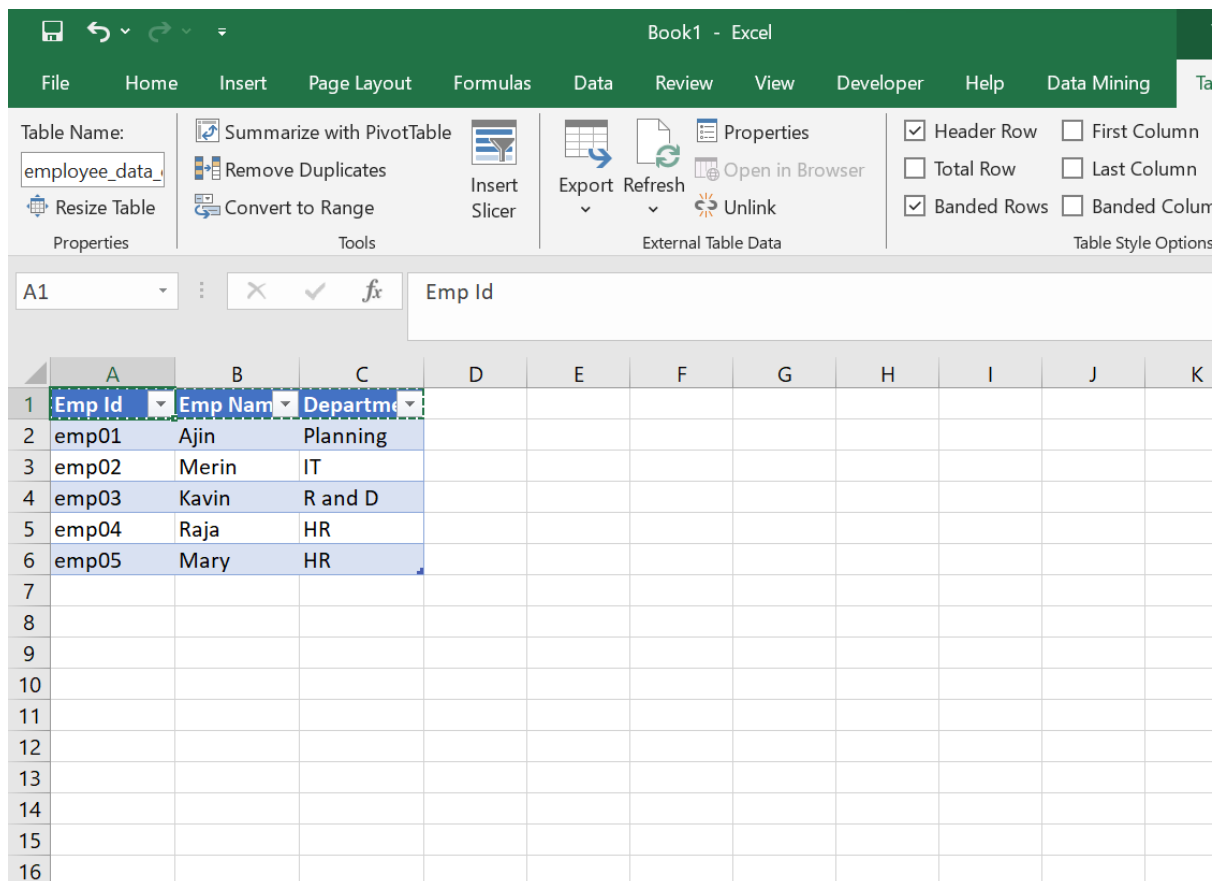 Book1 - Excel
File Home Insert Page Layout Formulas Data Review View Developer Help Data Mining
Table Name:
employee_data_
Resize Table
Properties
Summarize with PivotTable
Remove Duplicates
Convert to Range
Tools
Insert
Slicer
Export Refresh
Properties
Open in Browser
Unlink
External Table Data
Header Row First Column
Total Row Last Column
Banded Rows Banded Colum
Table Style Options
A1 fx Emp Id
A B C D E F G H I J K
1 Emp Id Emp Nam Departme
2 emp01 Ajin Planning
3 emp02 Merin IT
4 emp03 Kavin R and D
5 emp04 Raja HR
6 emp05 Mary HR
7
8
9
10
11
12
13
14
15
16